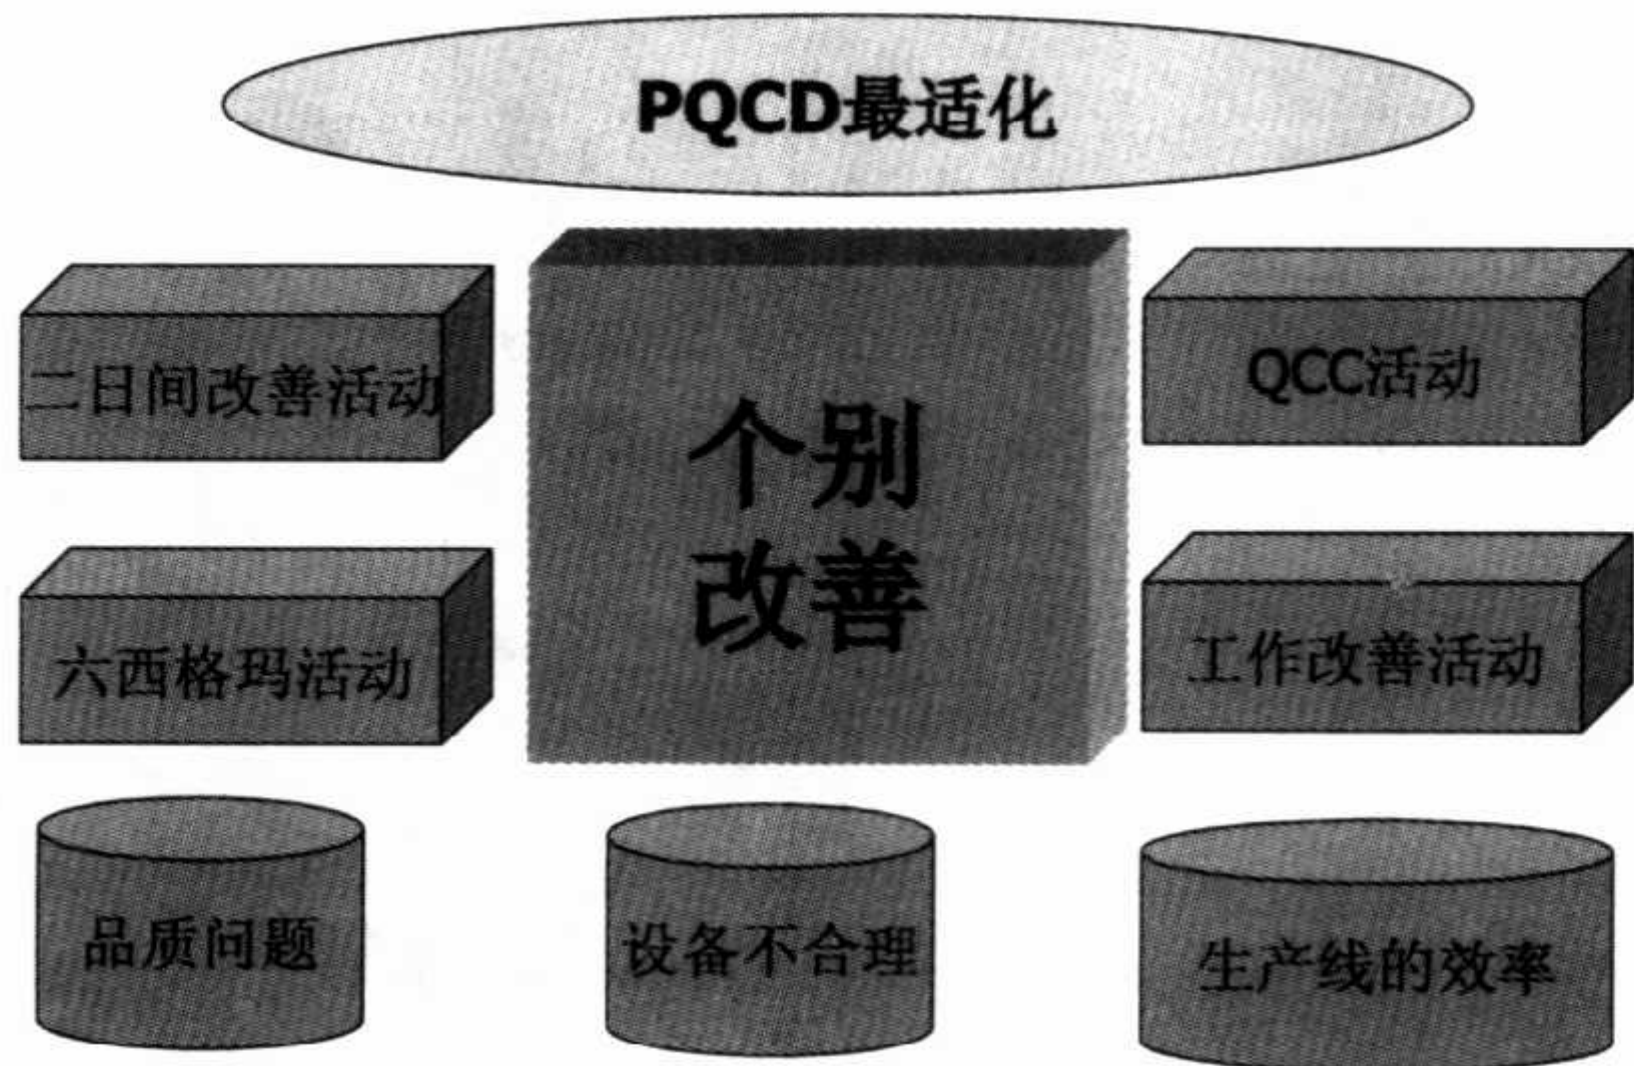 PQCD最适化
二日间改善活动
个别
改善
QCC活动
六西格玛活动
工作改善活动
品质问题
设备不合理
生产线的效率